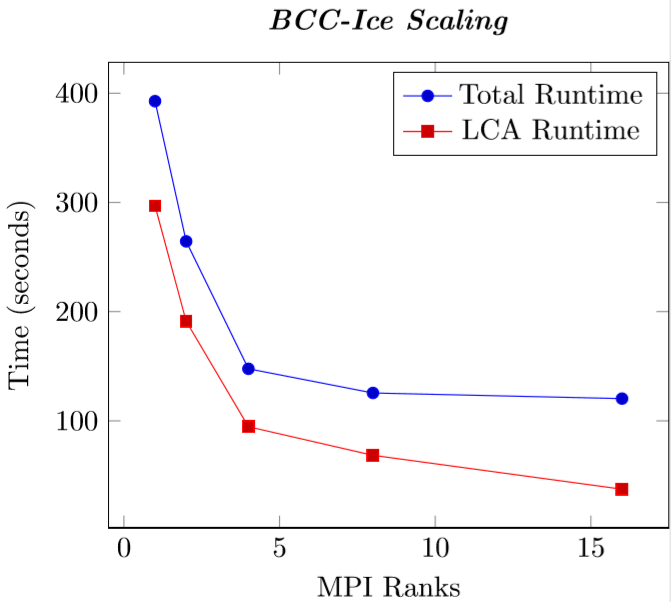 BCC-Ice Scaling
Total Runtime
LCA Runtime
Time (seconds)
400
300
200
100
0 5 10 15
MPI Ranks